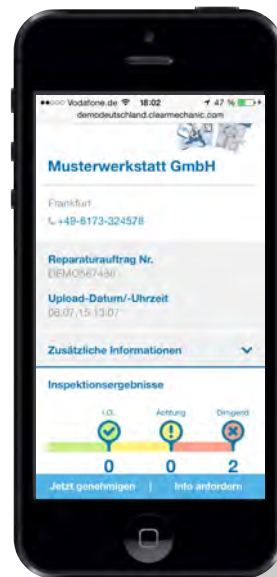 Vodafone.de 18:02 47 %
demodeutschland.clearmechanic.com
Musterwerkstatt GmbH
Frankfurt
+49-6173-324578
Reparaturauftrag Nr.
Upload-Datum/-Uhrzeit
08.07.15 13:07
Zusätzliche Informationen
Inspektionsergebnisse
i.O. Achtung Dringend
0 0 2
Jetzt genehmigen | Info anfordern